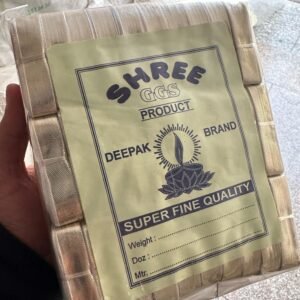 SHREE
GGS
PRODUCT
DEEPAK BRAND
SUPER FINE QUALITY
Weight :
Doz :
Mtr.